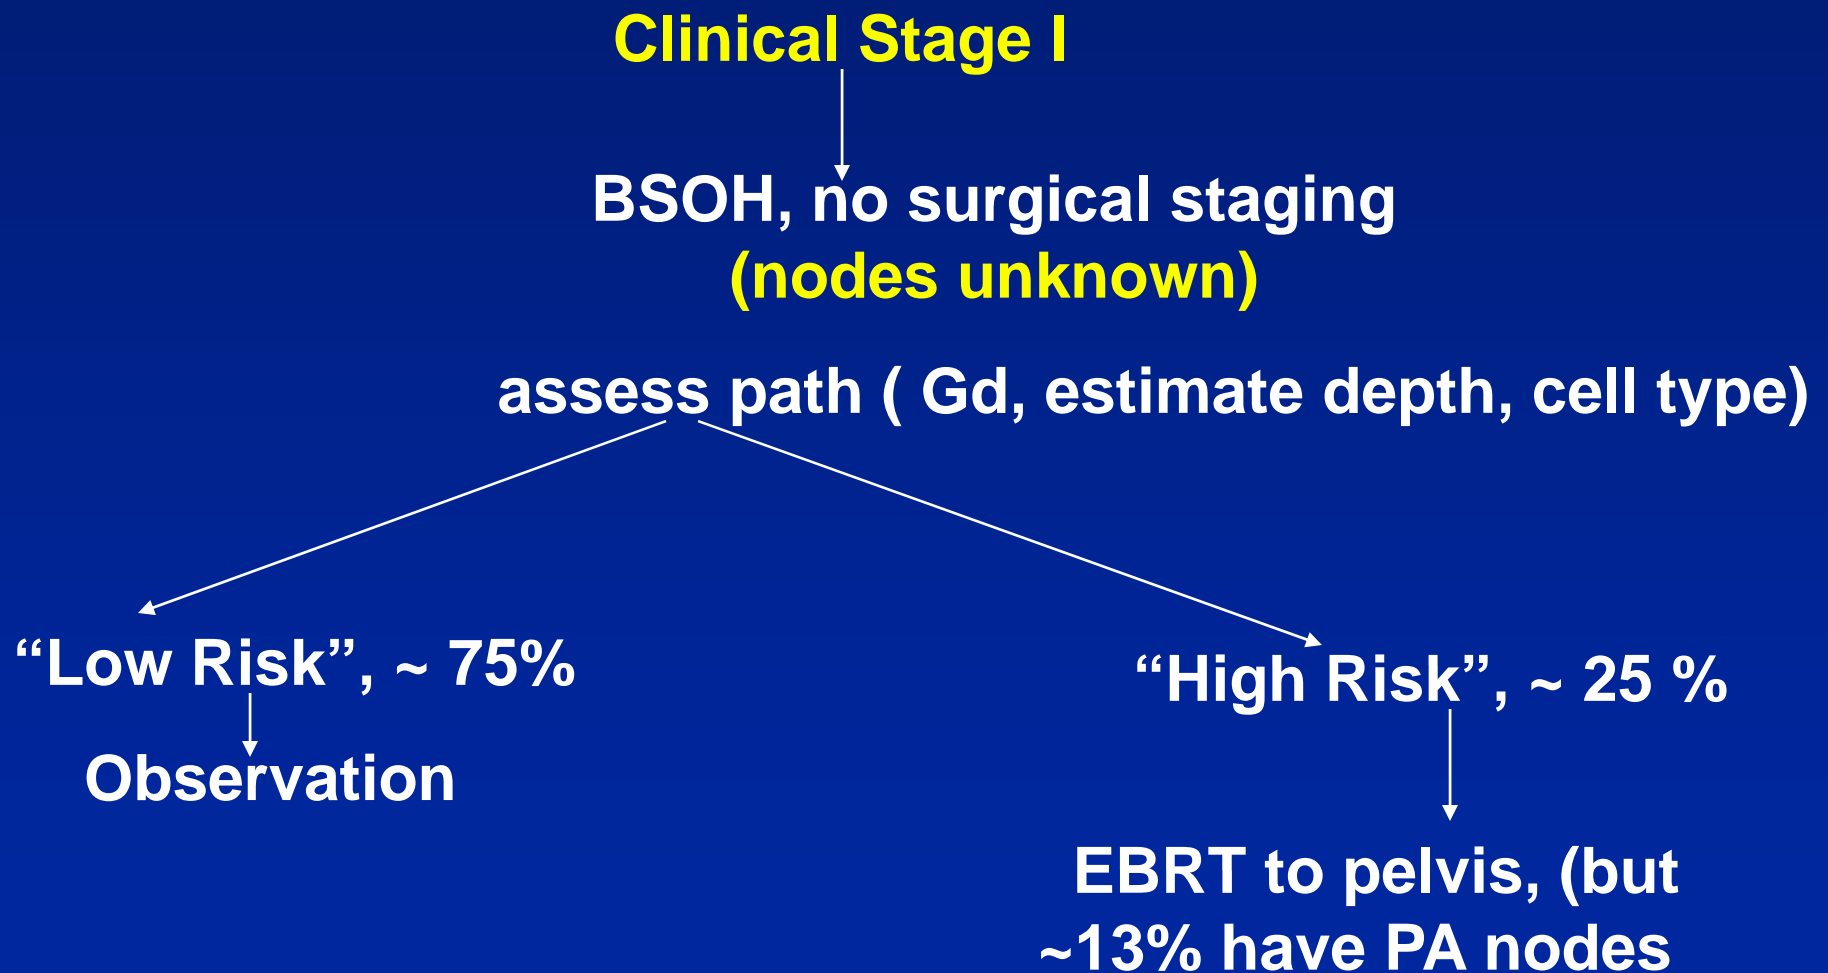 Clinical Stage I
BSOH, no surgical staging
(nodes unknown)
assess path ( Gd, estimate depth, cell type)
“Low Risk”, ~ 75%
“High Risk”, ~ 25 %
Observation
EBRT to pelvis, (but
~13% have PA nodes